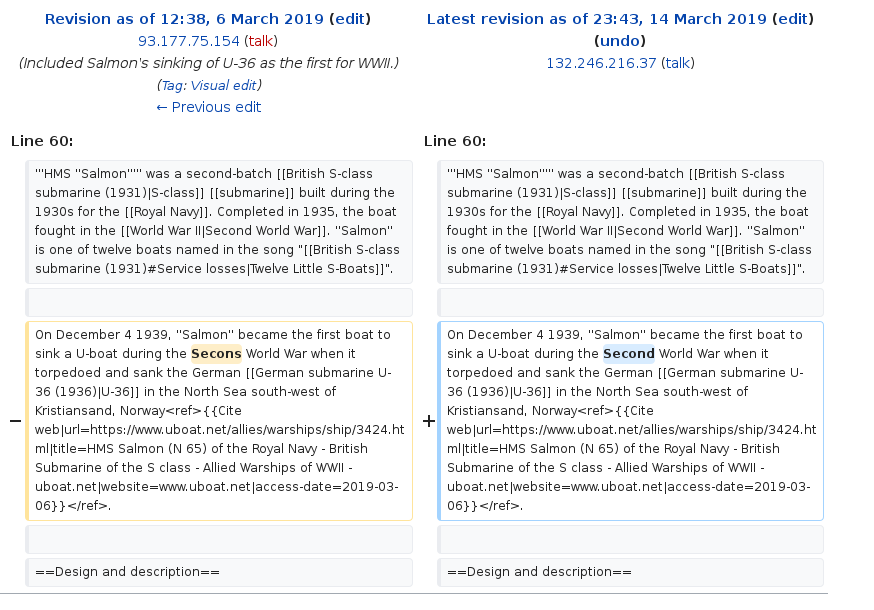 Revision as of 12:38, 6 March 2019 (edit)
93.177.75.154 (talk)
(Included Salmon's sinking of U-36 as the first for WWII.)
(Tag: Visual edit)
← Previous edit
Latest revision as of 23:43, 14 March 2019 (edit)
(undo)
132.246.216.37 (talk)
Line 60:
Line 60:
'''HMS ''Salmon''''' was a second-batch [[British S-class
submarine (1931)|S-class]] [[submarine]] built during the
1930s for the [[Royal Navy]]. Completed in 1935, the boat
fought in the [[World War II|Second World War]]. ''Salmon''
is one of twelve boats named in the song "[[British S-class
submarine (1931)#Service losses|Twelve Little S-Boats]]".
'''HMS ''Salmon''''' was a second-batch [[British S-class
submarine (1931)|S-class]] [[submarine]] built during the
1930s for the [[Royal Navy]]. Completed in 1935, the boat
fought in the [[World War II|Second World War]]. ''Salmon''
is one of twelve boats named in the song "[[British S-class
submarine (1931)#Service losses|Twelve Little S-Boats]]".
−
On December 4 1939, ''Salmon'' became the first boat to
sink a U-boat during the Secons World War when it
torpedoed and sank the German [[German submarine U-
36 (1936)|U-36]] in the North Sea south-west of
Kristiansand, Norway<ref>{{Cite
web|url=https://www.uboat.net/allies/warships/ship/3424.ht
ml|title=HMS Salmon (N 65) of the Royal Navy - British
Submarine of the S class - Allied Warships of WWII -
uboat.net|website=www.uboat.net|access-date=2019-03-
06}}</ref>.
+
On December 4 1939, ''Salmon'' became the first boat to
sink a U-boat during the Second World War when it
torpedoed and sank the German [[German submarine U-
36 (1936)|U-36]] in the North Sea south-west of
Kristiansand, Norway<ref>{{Cite
web|url=https://www.uboat.net/allies/warships/ship/3424.ht
ml|title=HMS Salmon (N 65) of the Royal Navy - British
Submarine of the S class - Allied Warships of WWII -
uboat.net|website=www.uboat.net|access-date=2019-03-
06}}</ref>.
==Design and description==
==Design and description==